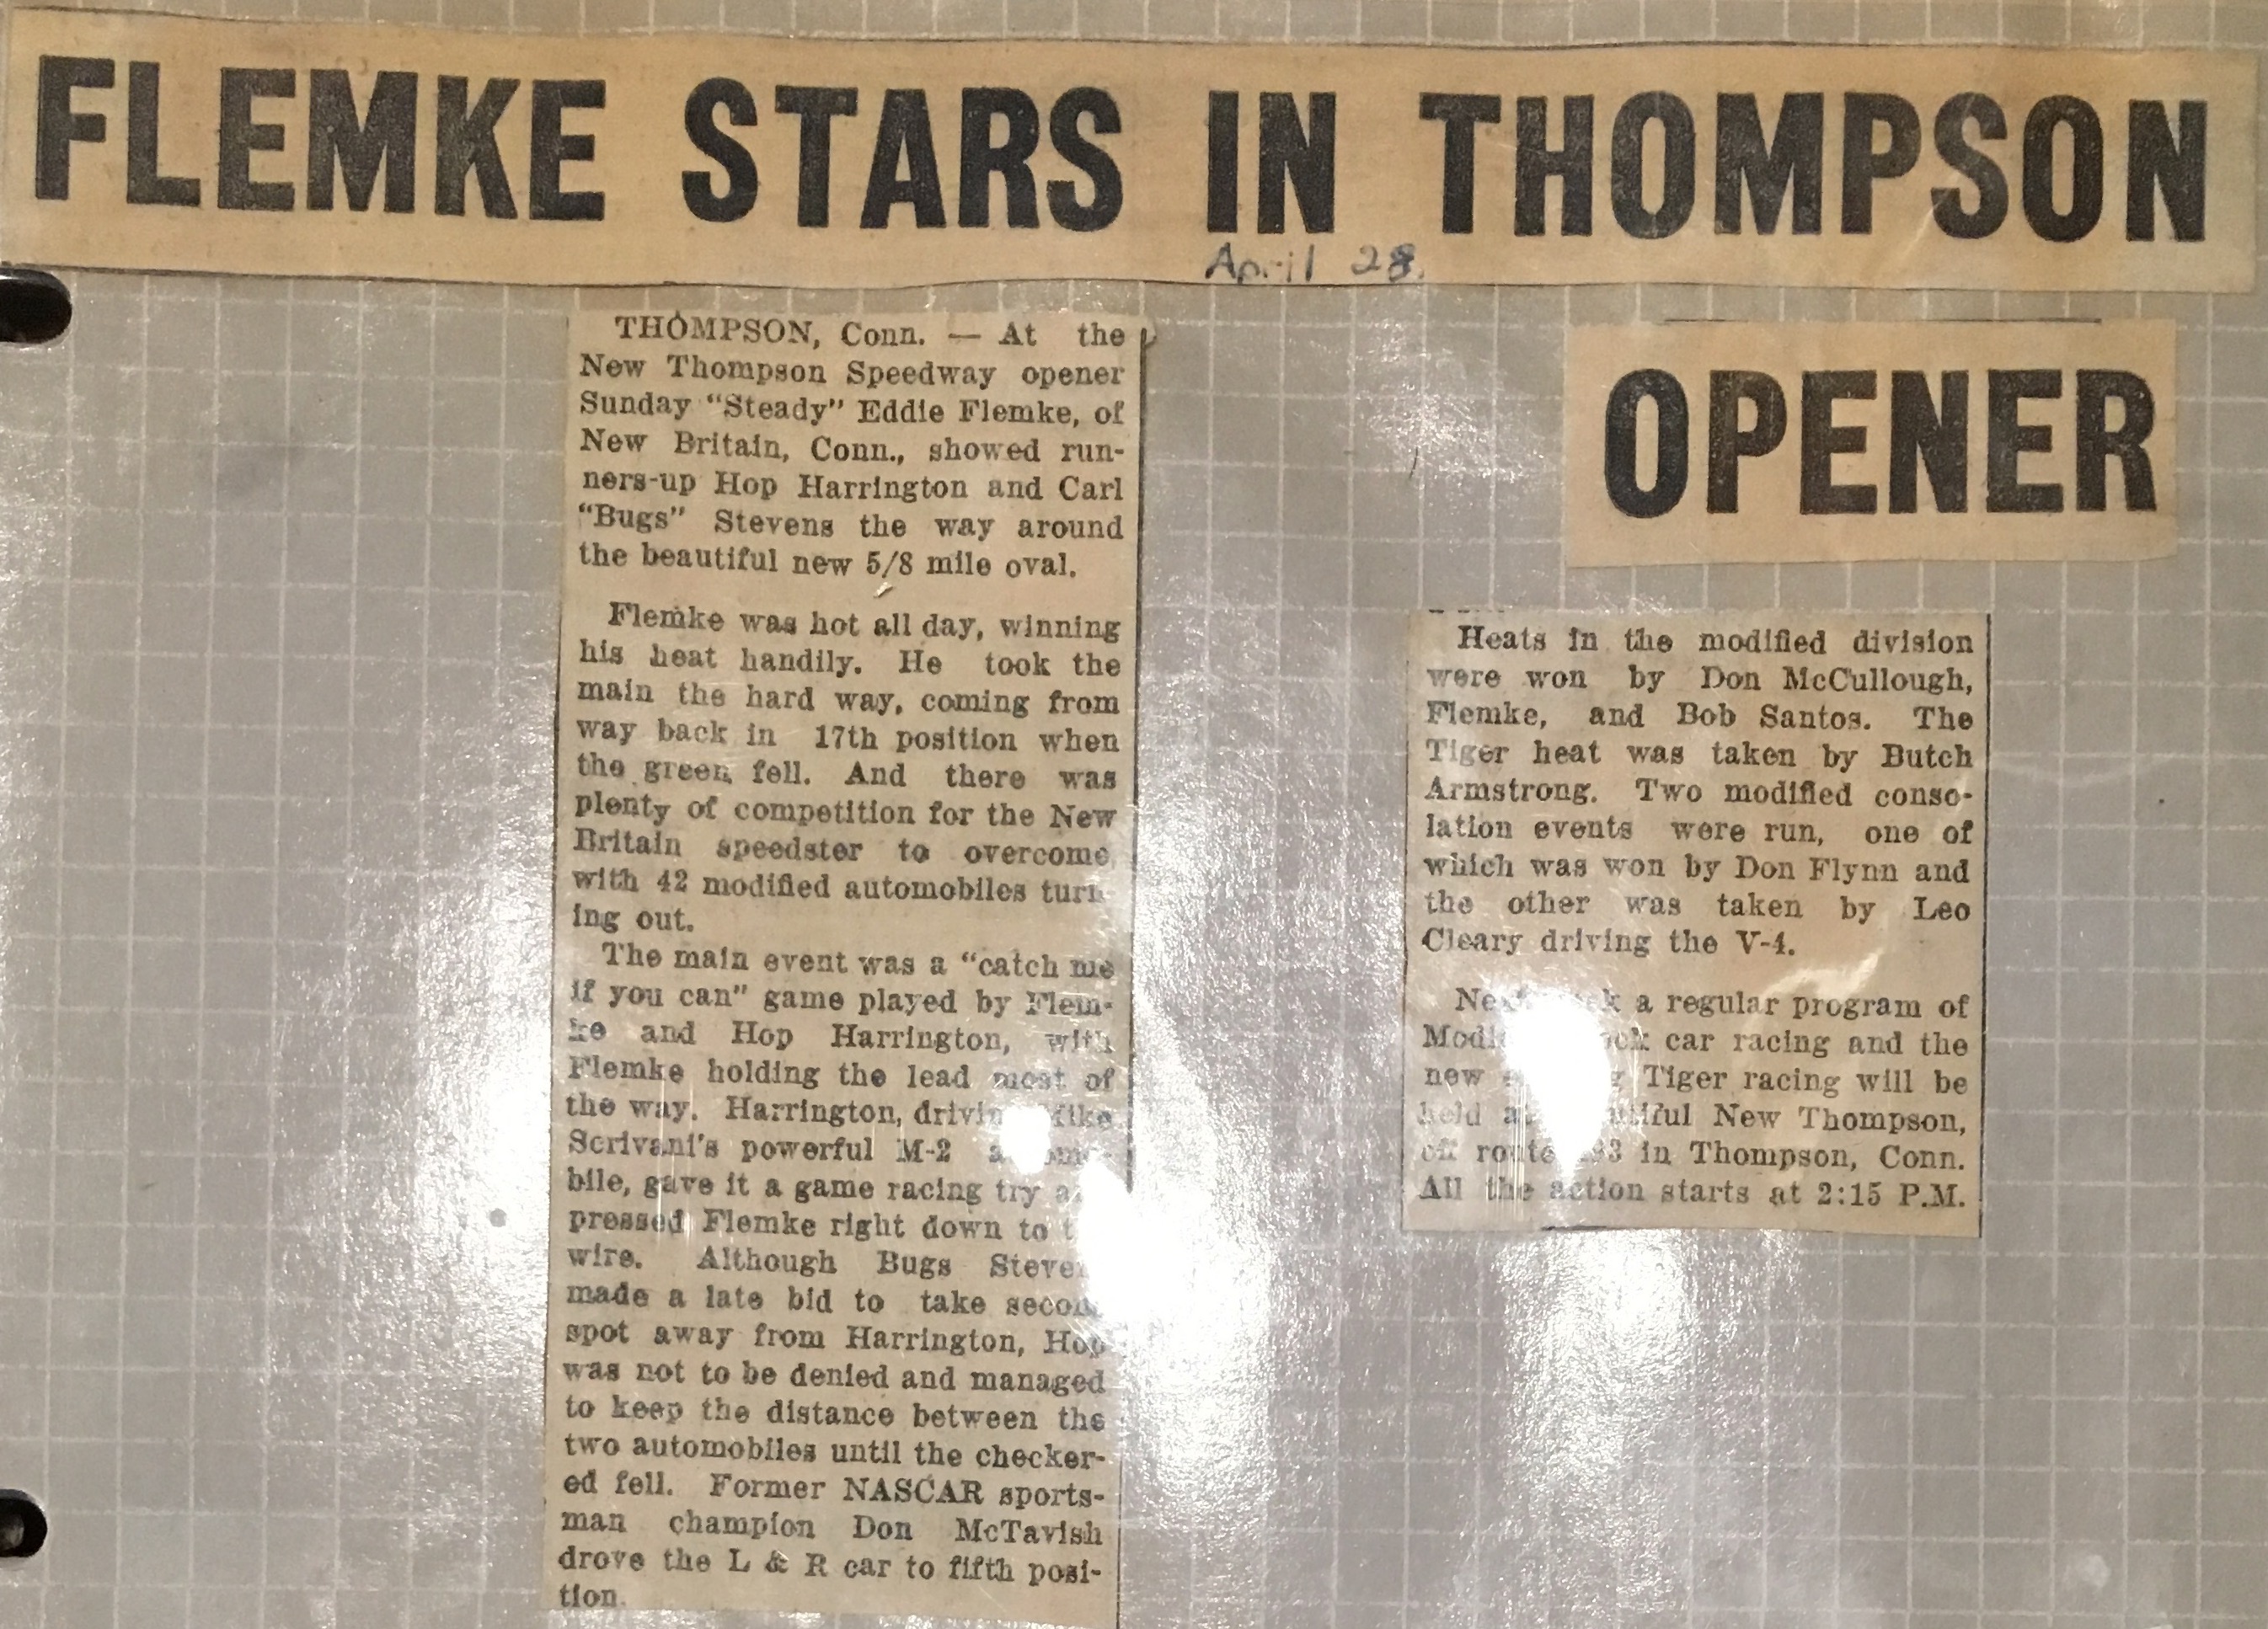 FLEMKE STARS IN THOMPSON
April 28.
OPENER
THOMPSON, Conn. — At the
New Thompson Speedway opener
Sunday "Steady" Eddie Flemke, of
New Britain, Conn., showed run-
ners-up Hop Harrington and Carl
"Bugs" Stevens the way around
the beautiful new 5/8 mile oval.
Flemke was hot all day, winning
his heat handily. He took the
main the hard way, coming from
way back in 17th position when
the green fell. And there was
plenty of competition for the New
Britain speedster to overcome
with 42 modified automobiles turn-
ing out.
The main event was a "catch me
if you can" game played by Flem-
ke and Hop Harrington, with
Flemke holding the lead most of
the way. Harrington,
Scrivani's powerful M-2
bile, gave it a game racing try
pressed Flemke right down to
wire. Although Bugs
made a late bid to take second
spot away from Harrington, Hop
was not to be denied and managed
to keep the distance between the
two automobiles until the checker-
ed fell. Former NASCAR sports-
man champion Don McTavish
drove the L & R car to fifth posi-
tion
Heats in the modified division
were won by Don McCullough,
Flemke, and Bob Santos. The
Tiger heat was taken by Butch
Armstrong. Two modified conso-
lation events were run, one of
which was won by Don Flynn and
the other was taken by Leo
Cleary driving the V-4.
a regular program of
car racing and the
new Tiger racing will be
held New Thompson,
off route in Thompson, Conn.
All the action starts at 2:15 P.M.